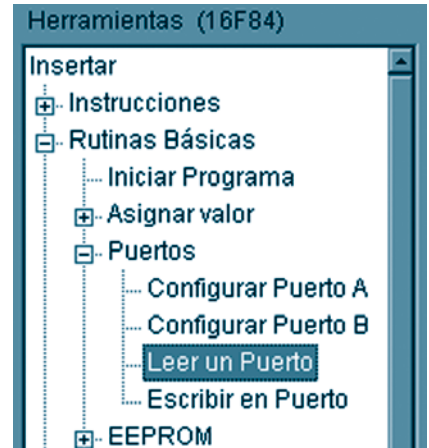 Herramientas (16F84)
Insertar
Instrucciones
Rutinas Básicas
Iniciar Programa
Asignar valor
Puertos
Configurar Puerto A
Configurar Puerto B
Leer un Puerto
Escribir en Puerto
EEPROM